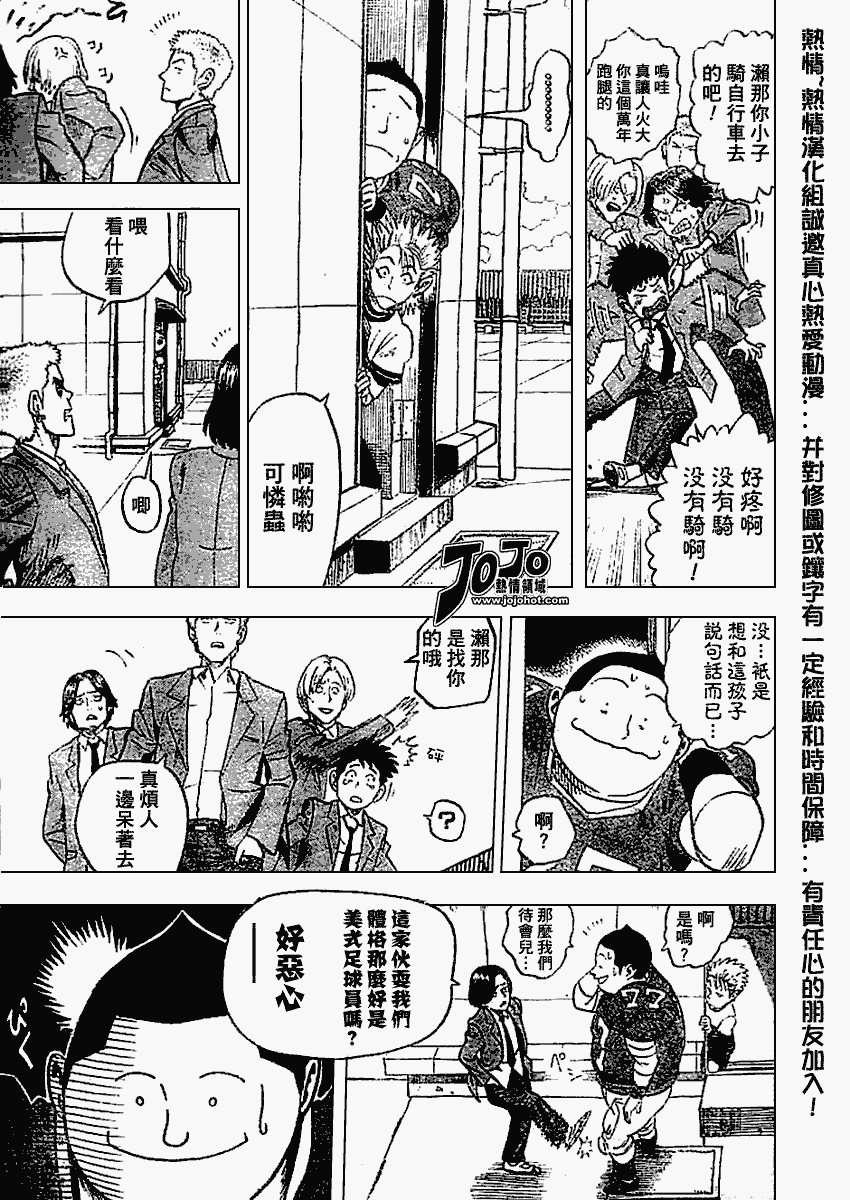 瀨那你小子
騎自行車去
的吧！
嗚哇
真讓人火大
你這個萬年
跑腿的
好疼啊
没有騎
没有騎啊！
…………
啊喲喲
可憐蟲
喂
看什麼看
唧
没…衹是
想和這孩子
説句話而已…
啊？
瀨那
是找你
的哦
砰
？
真煩人
一邊呆著去
啊
是嗎？
那麼我們
待會兒…
77
ペシ
這家伙耍我們
體格那麼好是
美式足球員嗎？
好惡心
——
JOJO
熱情領域
www.jojohot.com
熱情，熱情漢化組誠邀真心熱愛動漫…并對修圖或鑲字有一定經驗和時間保障…有責任心的朋友加入！